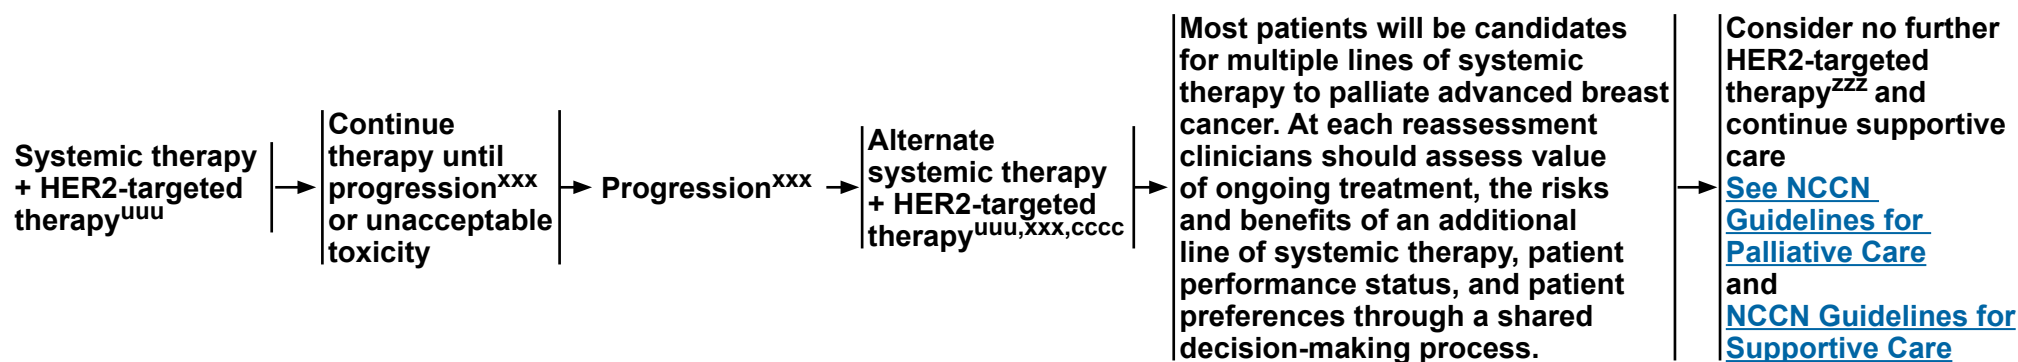 Systemic therapy
+ HER2-targeted
therapyuuu
Continue
therapy until
progressionxxx
or unacceptable
toxicity
Progressionxxx
Alternate
systemic therapy
+ HER2-targeted
therapyuuu,xxx,cccc
Most patients will be candidates
for multiple lines of systemic
therapy to palliate advanced breast
cancer. At each reassessment
clinicians should assess value
of ongoing treatment, the risks
and benefits of an additional
line of systemic therapy, patient
performance status, and patient
preferences through a shared
decision-making process.
Consider no further
HER2-targeted
therapyzzz and
continue supportive
care
See NCCN
Guidelines for
Palliative Care
and
NCCN Guidelines for
Supportive Care